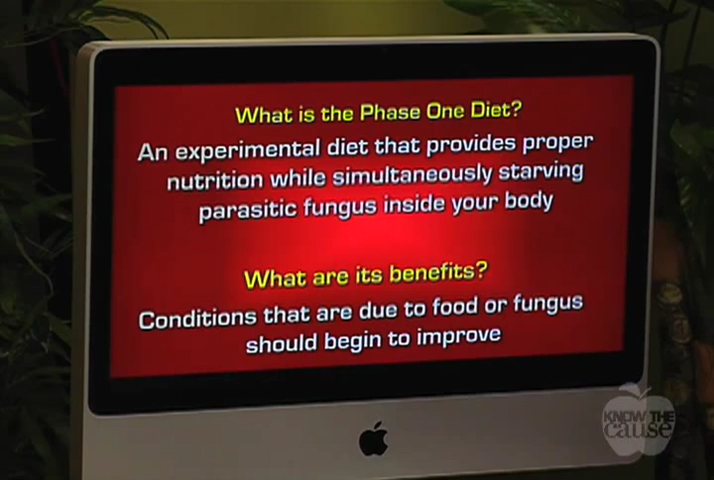 What is the Phase One Diet?
An experimental diet that provides proper
nutrition while simultaneously starving
parasitic fungus inside your body
What are its benefits?
Conditions that are due to food or fungus
should begin to improve
KNOW THE
cause